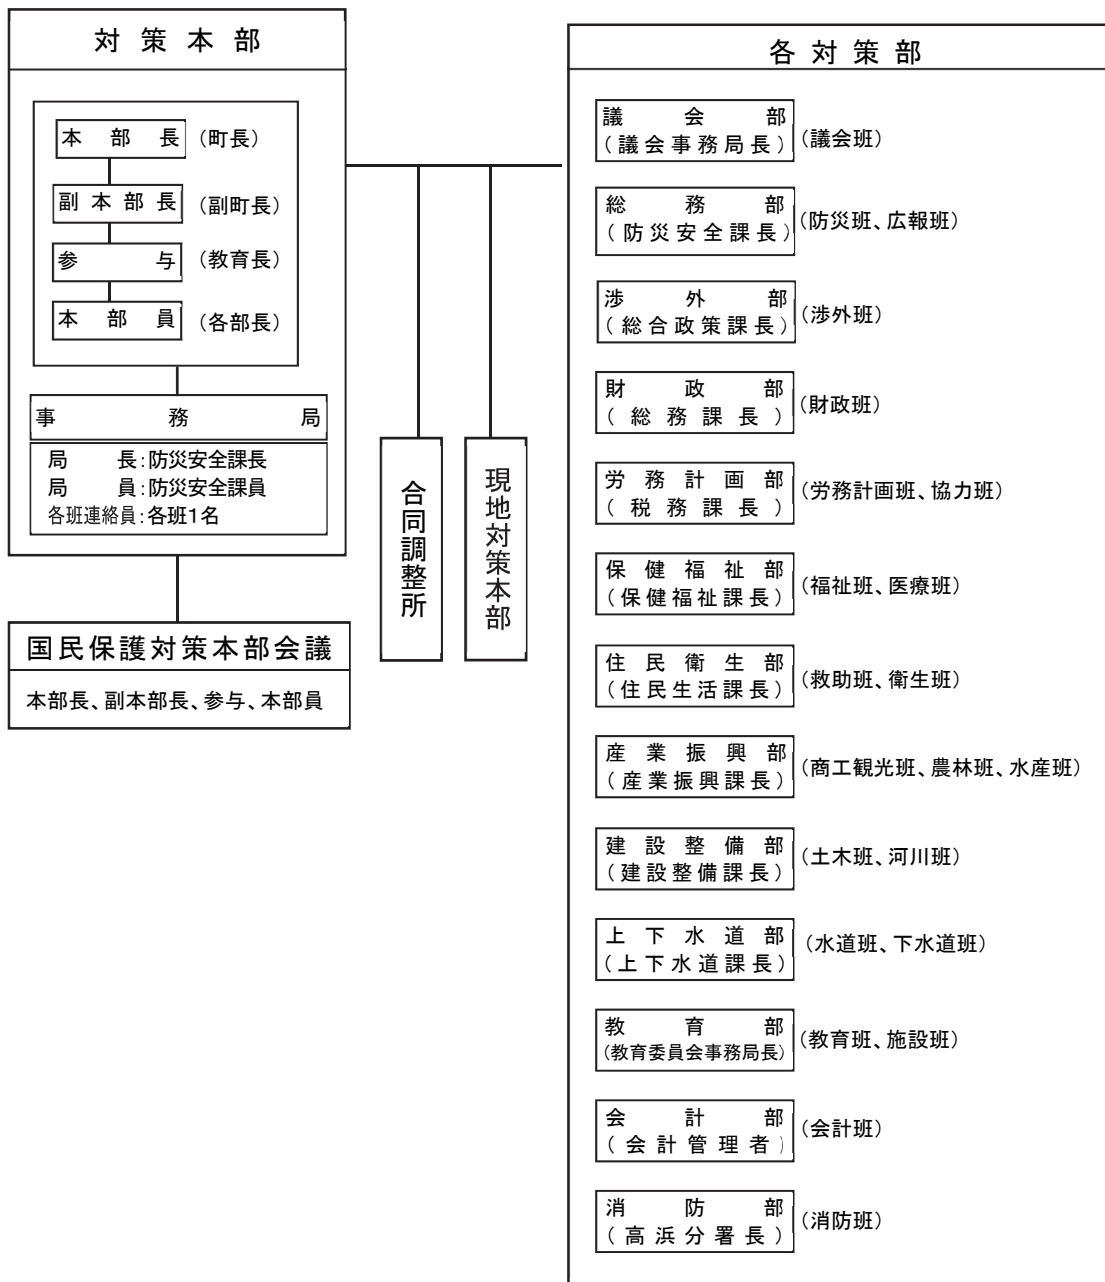 対策本部
本部長（町長）
副本部長（副町長）
参与（教育長）
本部員（各部長）
事務局
局長：防災安全課長
局員：防災安全課員
各班連絡員：各班１名
国民保護対策本部会議
本部長、副本部長、参与、本部員
合同調整所
現地対策本部
各対策部
議会部
（議会事務局長）（議会班）
総務部
（防災安全課長）（防災班、広報班）
渉外部
（総合政策課長）（渉外班）
財政部
（総務課長）（財政班）
労務計画部
（税務課長）（労務計画班、協力班）
保健福祉部
（保健福祉課長）（福祉班、医療班）
住民衛生部
（住民生活課長）（救助班、衛生班）
産業振興部
（産業振興課長）（商工観光班、農林班、水産班）
建設整備部
（建設整備課長）（土木班、河川班）
上下水道部
（上下水道課長）（水道班、下水道班）
教育部
（教育委員会事務局長）（教育班、施設班）
会計部
（会計管理者）（会計班）
消防部
（高浜分署長）（消防班）